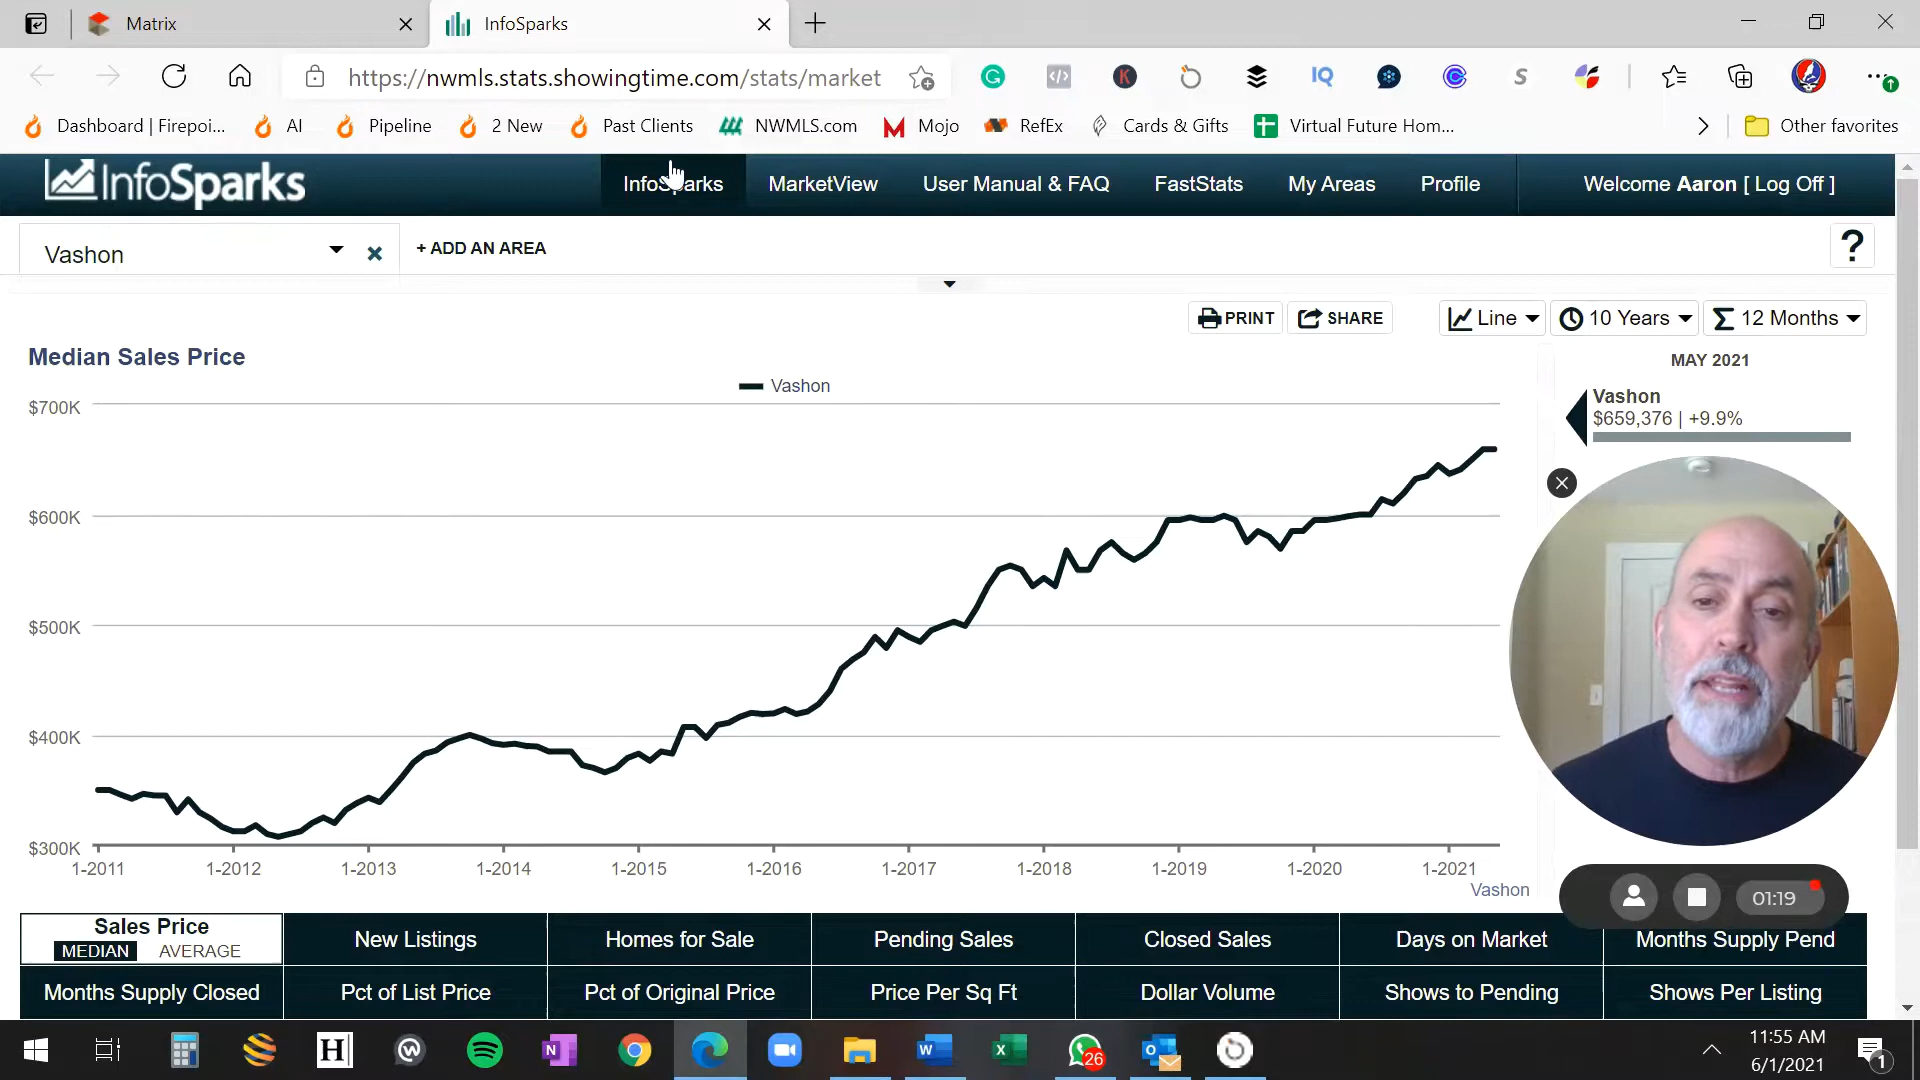 Matrix
InfoSparks
https://nwmls.stats.showingtime.com/stats/market
Dashboard | Firepoi...
AI
Pipeline
2 New
Past Clients
NWMLS.com
Mojo
RefEx
Cards & Gifts
Virtual Future Hom...
Other favorites
InfoSparks
InfoSparks
MarketView
User Manual & FAQ
FastStats
My Areas
Profile
Welcome Aaron [ Log Off ]
Vashon
+ ADD AN AREA
?
PRINT
SHARE
Line
10 Years
12 Months
Median Sales Price
MAY 2021
Vashon
Vashon
$659,376 | +9.9%
$700K
$600K
$500K
$400K
$300K
1-2011
1-2012
1-2013
1-2014
1-2015
1-2016
1-2017
1-2018
1-2019
1-2020
1-2021
Vashon
01:19
Sales Price
MEDIAN AVERAGE
New Listings
Homes for Sale
Pending Sales
Closed Sales
Days on Market
Months Supply Pend
Months Supply Closed
Pct of List Price
Pct of Original Price
Price Per Sq Ft
Dollar Volume
Shows to Pending
Shows Per Listing
26
11:55 AM
6/1/2021
1